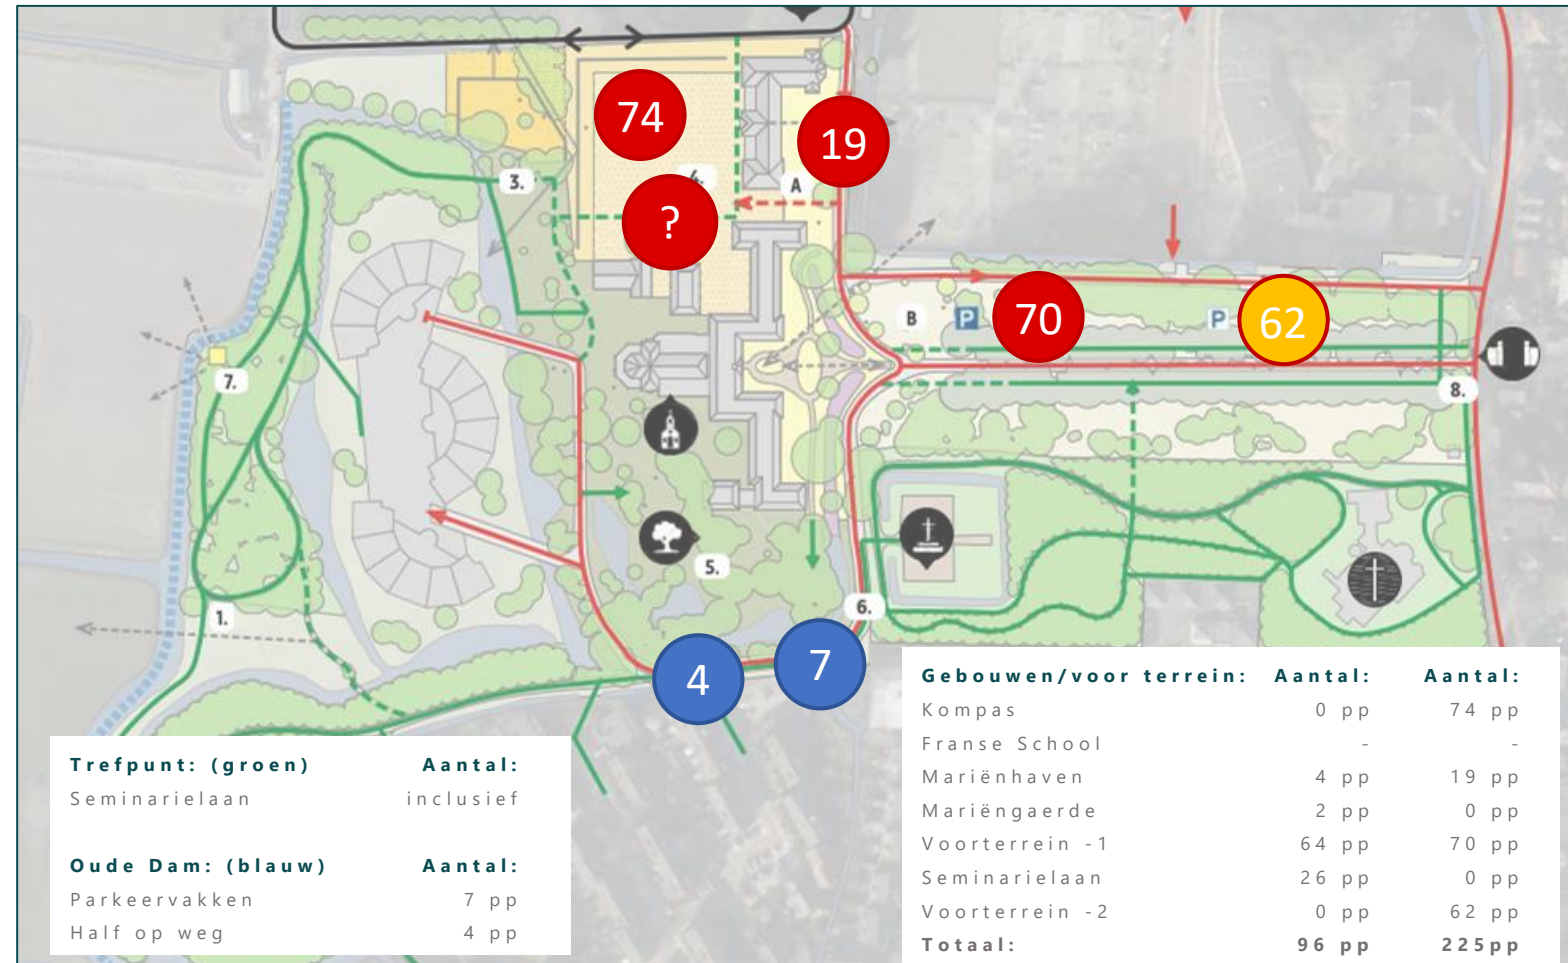 74
19
4.
3.
A
?
B
P
70
P
62
7.
8.
5.
6.
1.
4
7
Trefpunt: (groen) Aantal:
Seminarielaan inclusief
Oude Dam: (blauw) Aantal:
Parkeervakken 7 pp
Half op weg 4 pp
Gebouwen/voor terrein: Aantal: Aantal:
Kompas 0 pp 74 pp
Franse School - -
Mariënhaven 4 pp 19 pp
Mariëngaerde 2 pp 0 pp
Voorterrein -1 64 pp 70 pp
Seminarielaan 26 pp 0 pp
Voorterrein -2 0 pp 62 pp
Totaal: 96 pp 225pp